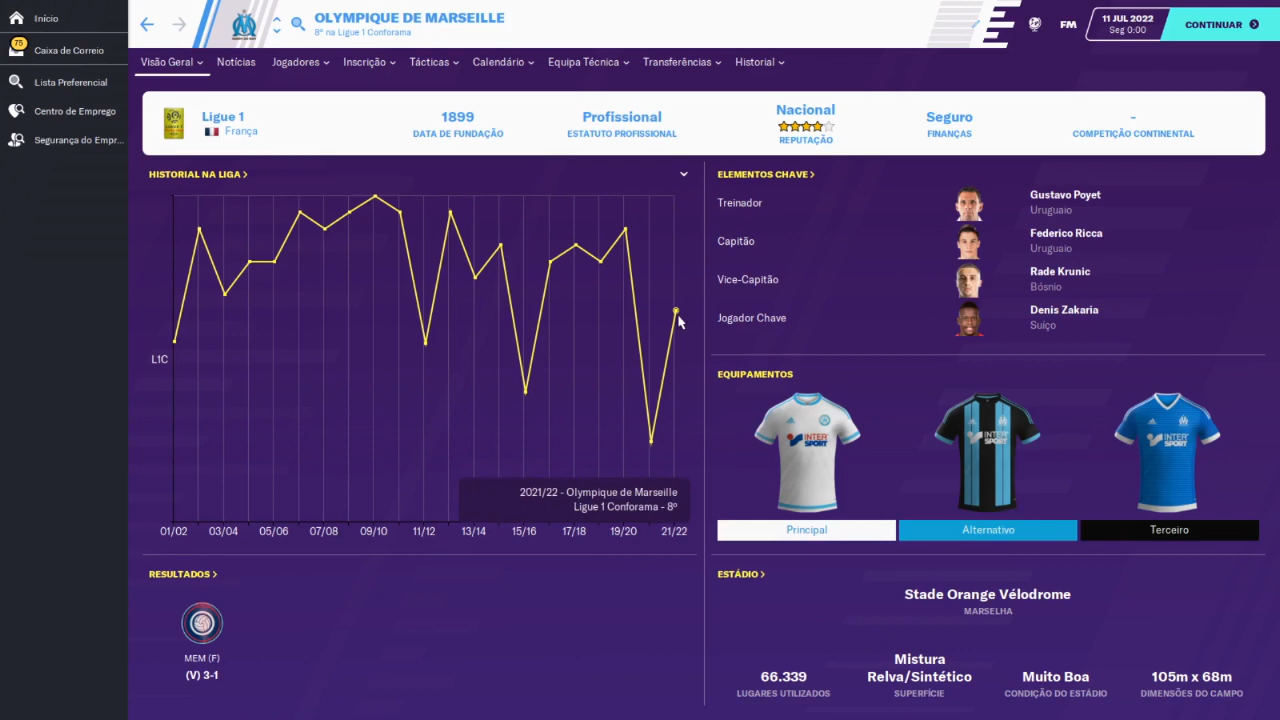 Início
75
Caixa de Correio
Lista Preferencial
Centro de Emprego
Segurança do Empr...
OLYMPIQUE DE MARSEILLE
8º na Ligue 1 Conforama
FM
11 JUL 2022
Seg 0:00
CONTINUAR
Visão Geral
Notícias
Jogadores
Inscrição
Tácticas
Calendário
Equipa Técnica
Transferências
Historial
Ligue 1
França
1899
DATA DE FUNDAÇÃO
Profissional
ESTATUTO PROFISSIONAL
Nacional
REPUTAÇÃO
Seguro
FINANÇAS
-
COMPETIÇÃO CONTINENTAL
HISTORIAL NA LIGA >
L1C
2021/22 - Olympique de Marseille
Ligue 1 Conforama - 8º
01/02 03/04 05/06 07/08 09/10 11/12 13/14 15/16 17/18 19/20 21/22
RESULTADOS >
MEM (F)
(V) 3-1
ELEMENTOS CHAVE >
Treinador
Gustavo Poyet
Uruguaio
Capitão
Federico Ricca
Uruguaio
Vice-Capitão
Rade Krunic
Bósnio
Jogador Chave
Denis Zakaria
Suíço
EQUIPAMENTOS
INTER
SPORT
INTER
SPORT
INTER
SPORT
Principal
Alternativo
Terceiro
ESTÁDIO >
Stade Orange Vélodrome
MARSELHA
66.339
LUGARES UTILIZADOS
Mistura
Relva/Sintético
SUPERFÍCIE
Muito Boa
CONDIÇÃO DO ESTÁDIO
105m x 68m
DIMENSÕES DO CAMPO